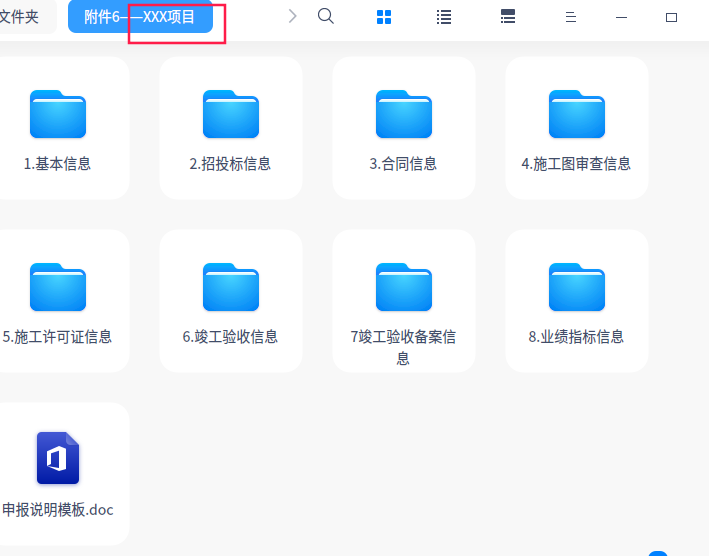 文件夹
附件6——XXX项目
1.基本信息
2.招投标信息
3.合同信息
4.施工图审查信息
5.施工许可证信息
6.竣工验收信息
7竣工验收备案信
息
8.业绩指标信息
申报说明模板.doc